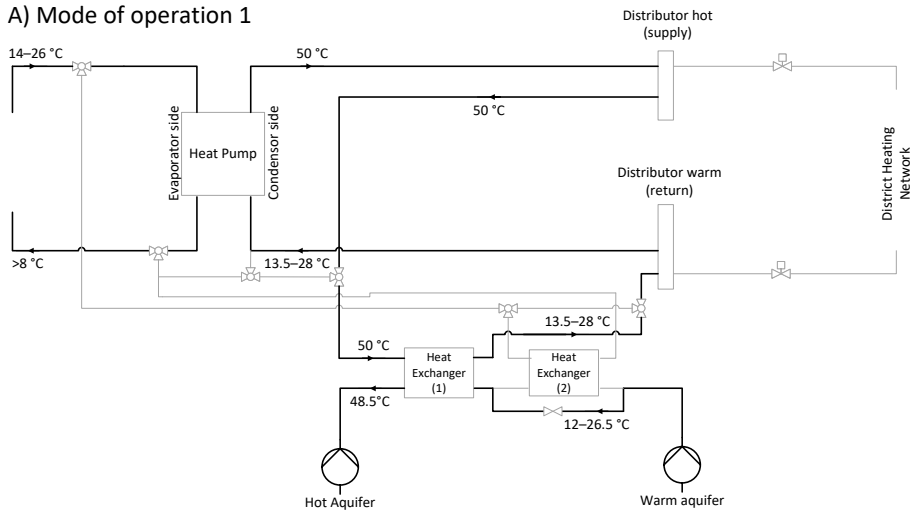 A) Mode of operation 1
Distributor hot
(supply)
14–26 °C
50 °C
50 °C
Evaporator side
Heat Pump
Condensor side
Distributor warm
(return)
District Heating
Network
>8 °C
13.5–28 °C
13.5–28 °C
50 °C
Heat
Exchanger
(1)
Heat
Exchanger
(2)
48.5°C
12–26.5 °C
Hot Aquifer
Warm aquifer